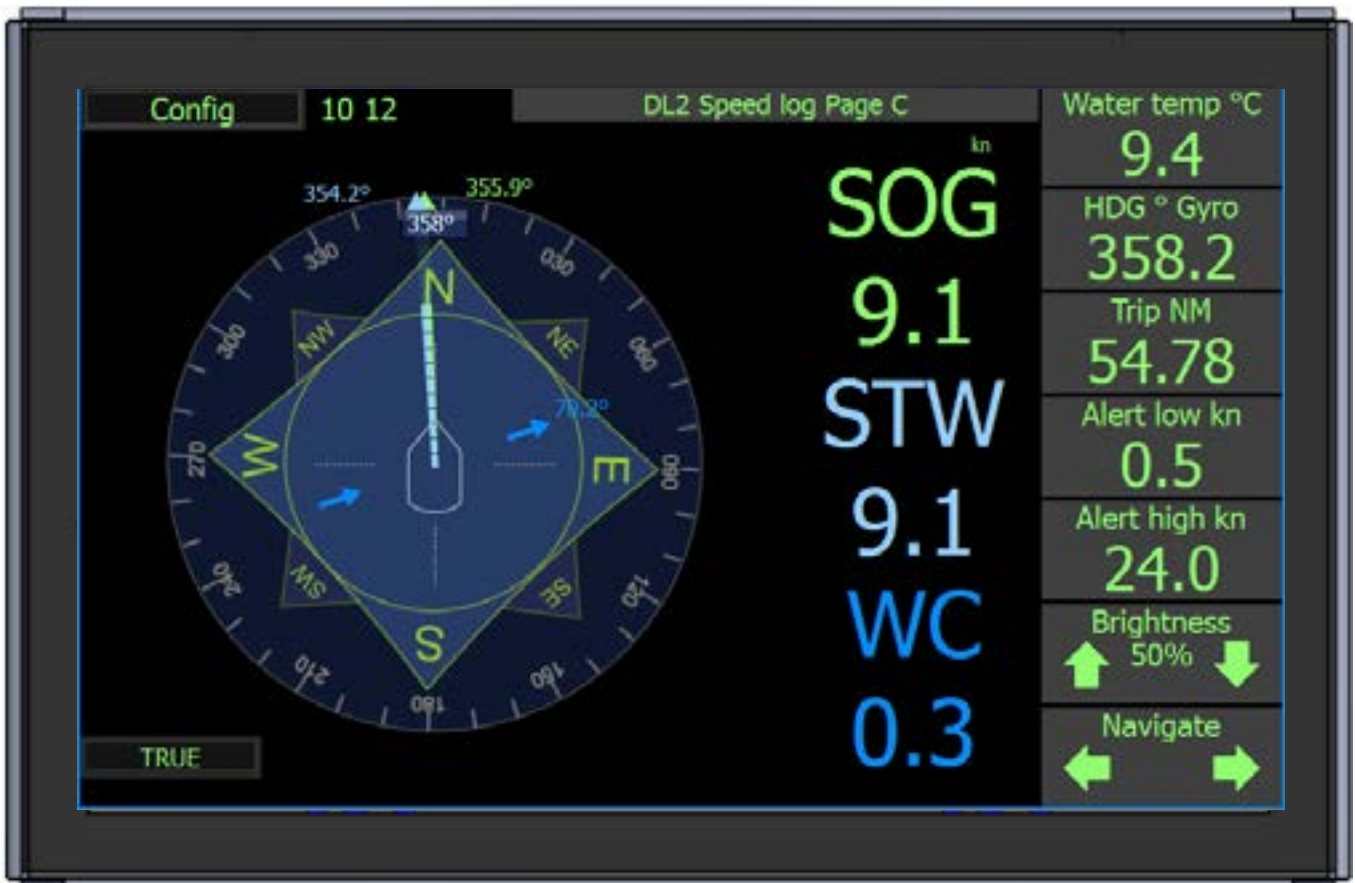 Config
10 12
DL2 Speed log Page C
kn
SOG
9.1
STW
9.1
WC
0.3
354.2°
355.9°
358°
N
NE
E
SE
S
SW
W
NW
030
060
090
120
150
180
210
240
270
300
330
79.2°
TRUE
Water temp °C
9.4
HDG ° Gyro
358.2
Trip NM
54.78
Alert low kn
0.5
Alert high kn
24.0
Brightness
50%
Navigate